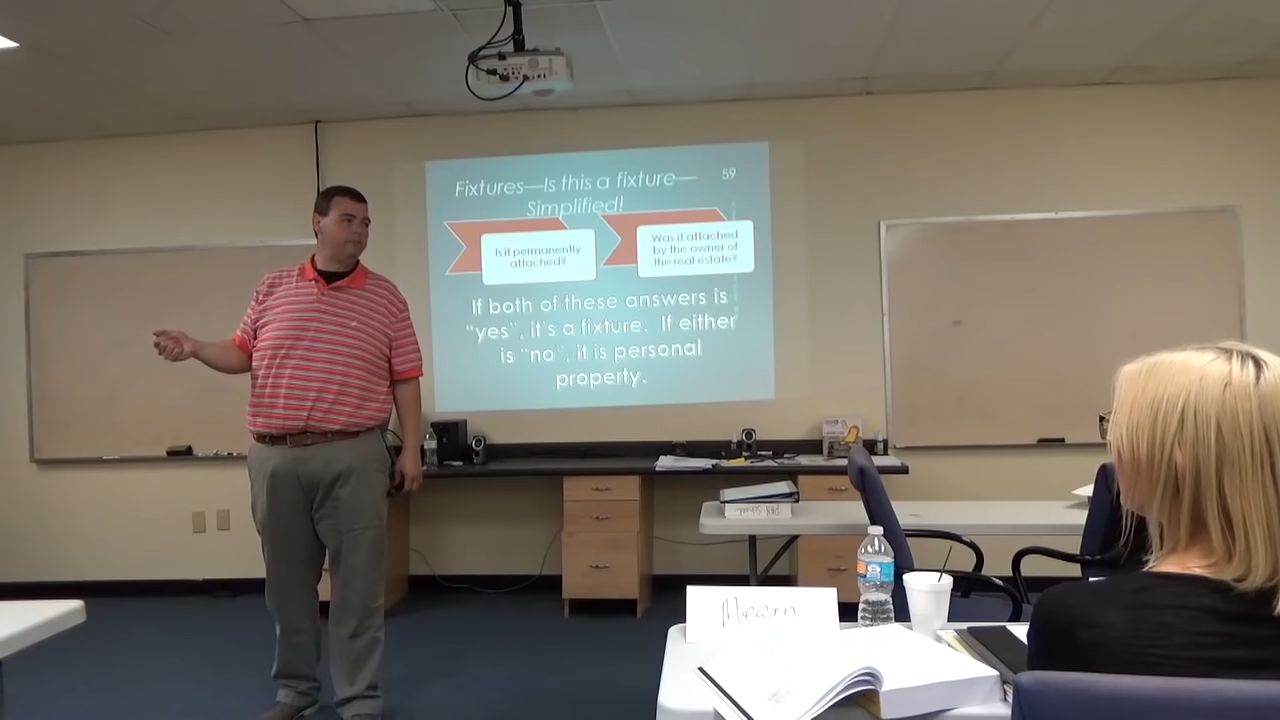 Fixtures—Is this a fixture—
Simplified!
59
Is it permanently
attached?
Was it attached
by the owner of
the real estate?
If both of these answers is
“yes”, it’s a fixture.  If either
is “no”, it is personal
property.